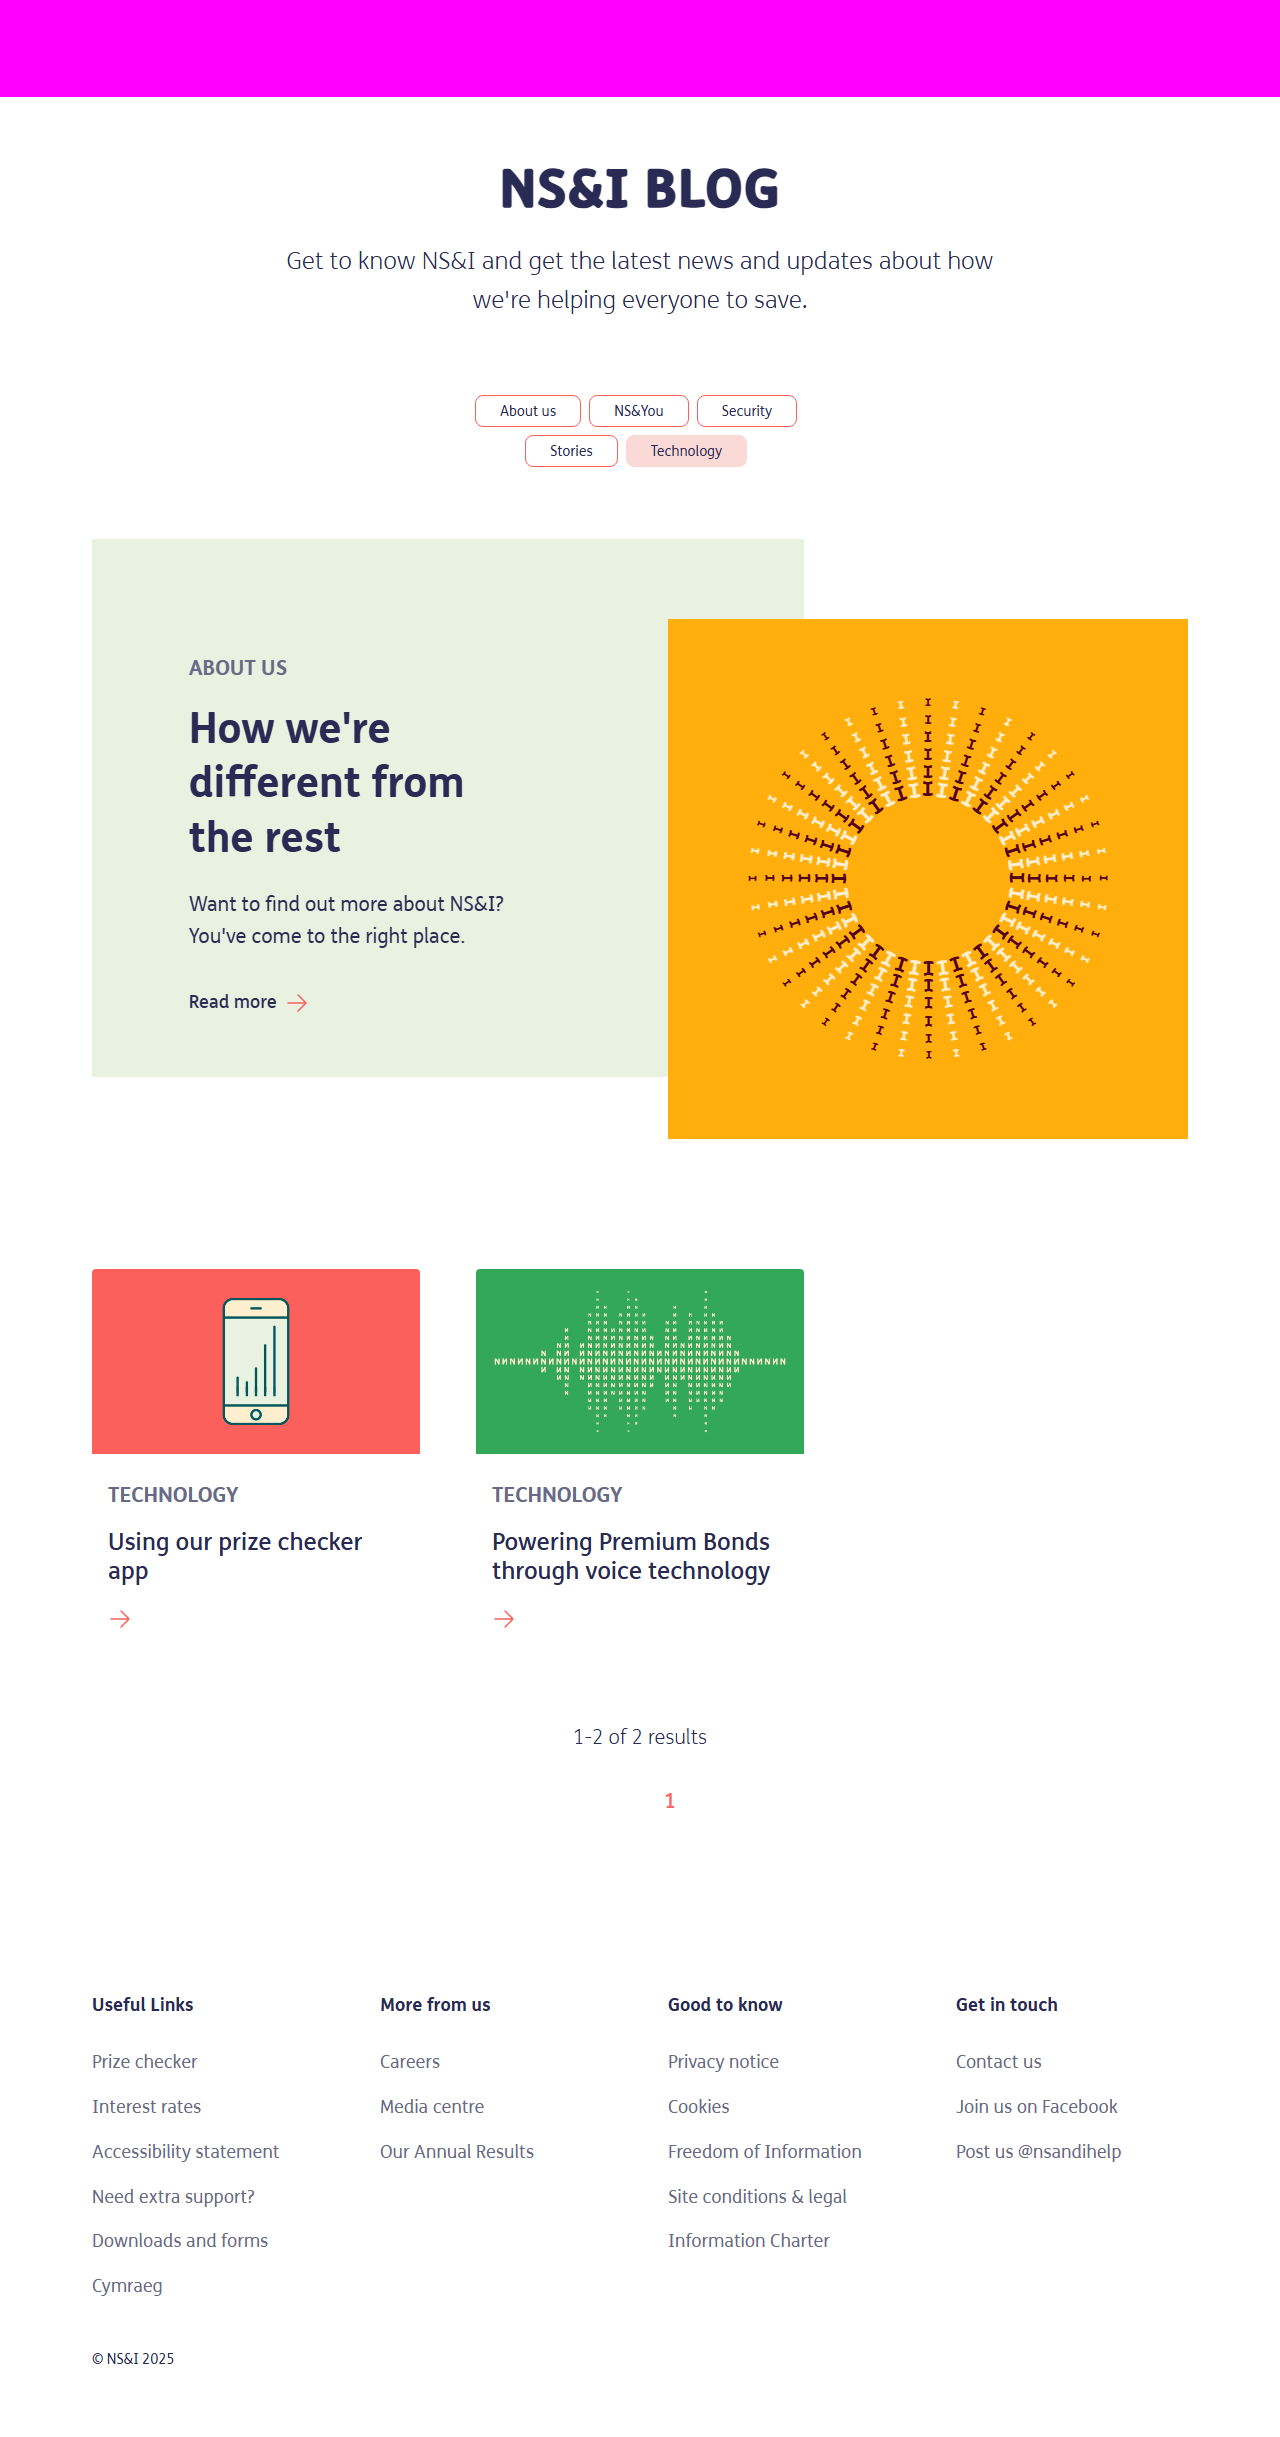 NS&I BLOG
Get to know NS&I and get the latest news and updates about how
we're helping everyone to save.
About us
NS&You
Security
Stories
Technology
ABOUT US
How we're
different from
the rest
Want to find out more about NS&I?
You've come to the right place.
Read more
TECHNOLOGY
Using our prize checker
app
TECHNOLOGY
Powering Premium Bonds
through voice technology
1-2 of 2 results
1
Useful Links
Prize checker
Interest rates
Accessibility statement
Need extra support?
Downloads and forms
Cymraeg
More from us
Careers
Media centre
Our Annual Results
Good to know
Privacy notice
Cookies
Freedom of Information
Site conditions & legal
Information Charter
Get in touch
Contact us
Join us on Facebook
Post us @nsandihelp
© NS&I 2025